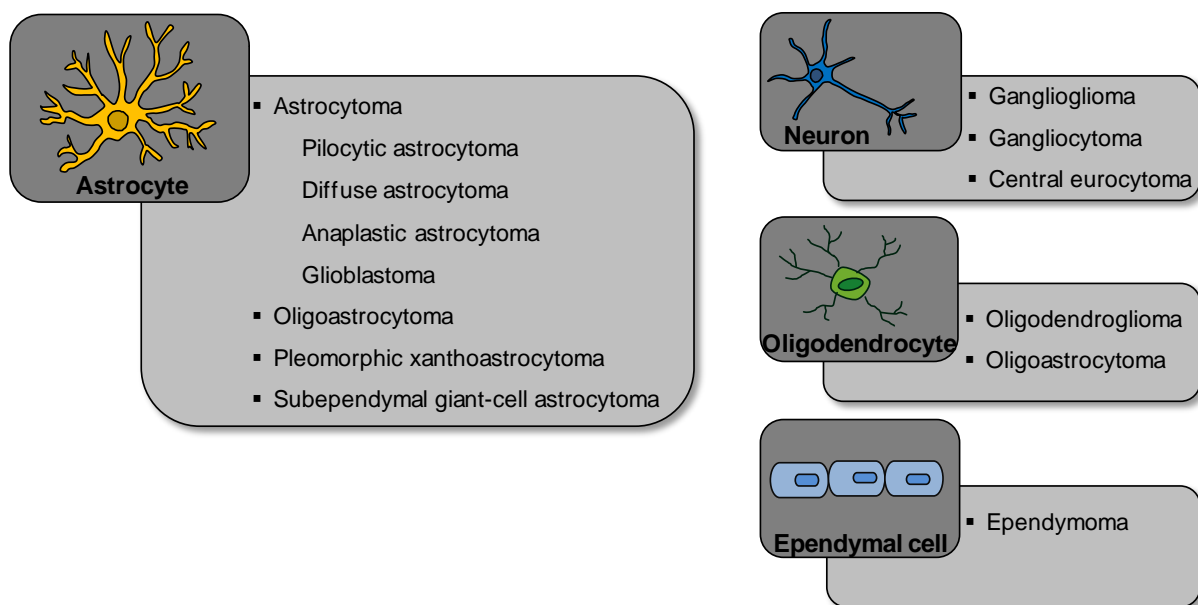 Astrocyte
▪ Astrocytoma
Pilocytic astrocytoma
Diffuse astrocytoma
Anaplastic astrocytoma
Glioblastoma
▪ Oligoastrocytoma
▪ Pleomorphic xanthoastrocytoma
▪ Subependymal giant-cell astrocytoma
Neuron
▪ Ganglioglioma
▪ Gangliocytoma
▪ Central eurocytoma
Oligodendrocyte
▪ Oligodendroglioma
▪ Oligoastrocytoma
Ependymal cell
▪ Ependymoma